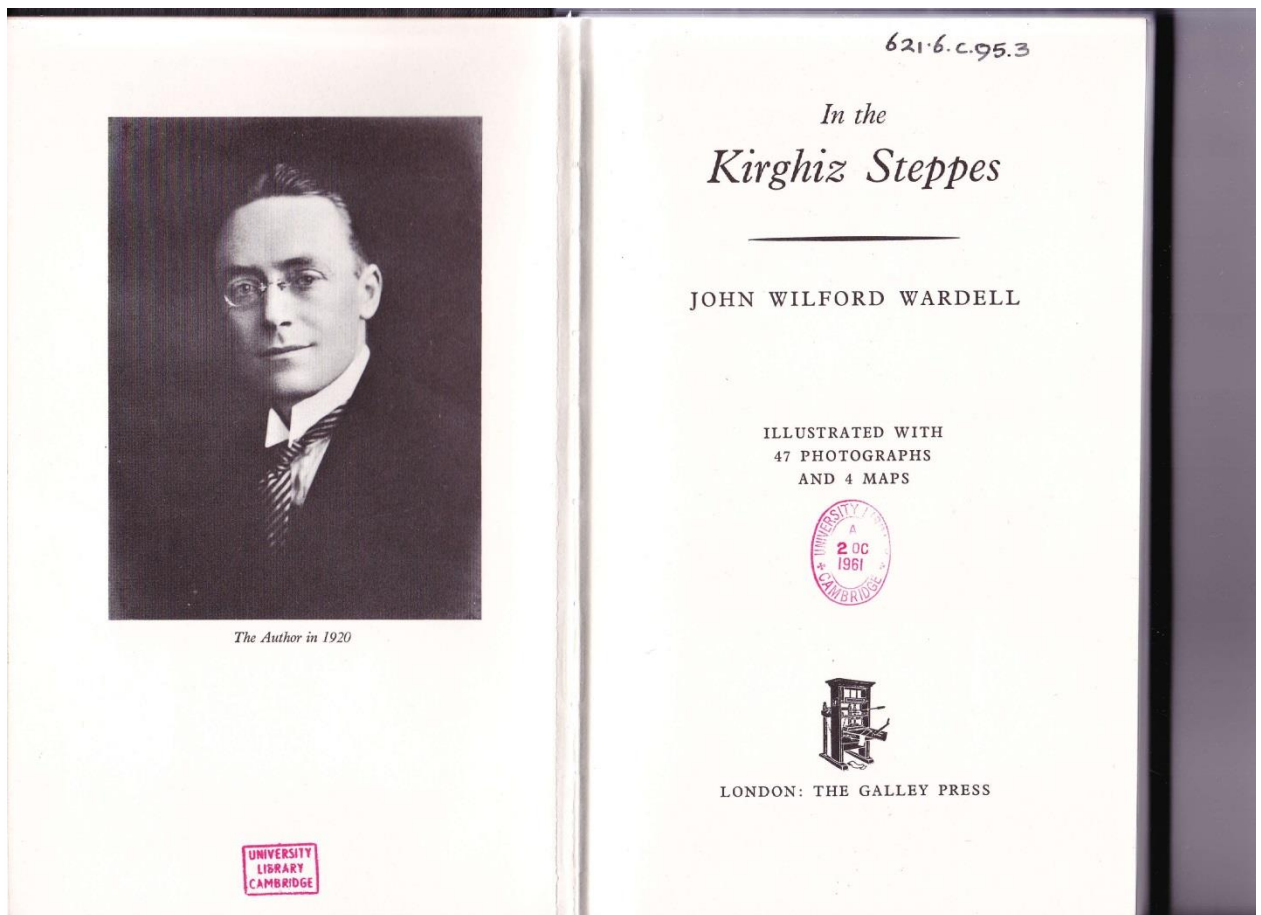 The Author in 1920
UNIVERSITY
LIBRARY
CAMBRIDGE
621.6.c.95.3
In the
Kirghiz Steppes
JOHN WILFORD WARDELL
ILLUSTRATED WITH
47 PHOTOGRAPHS
AND 4 MAPS
UNIVERSITY
A
2 OC
1961
CAMBRIDGE
LONDON: THE GALLEY PRESS